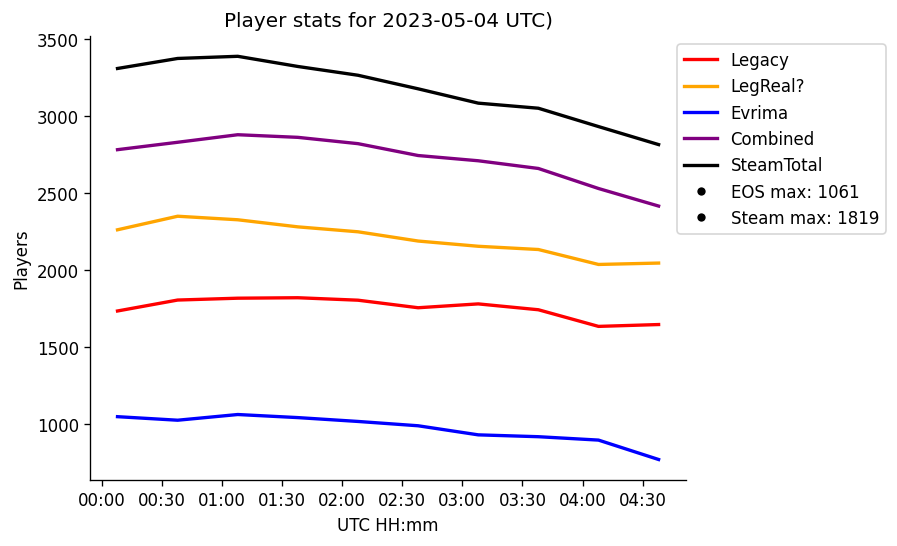 Player stats for 2023-05-04 UTC)
3500
3000
2500
2000
1500
1000
Players
00:00 00:30 01:00 01:30 02:00 02:30 03:00 03:30 04:00 04:30
UTC HH:mm
Legacy
LegReal?
Evrima
Combined
SteamTotal
EOS max: 1061
Steam max: 1819